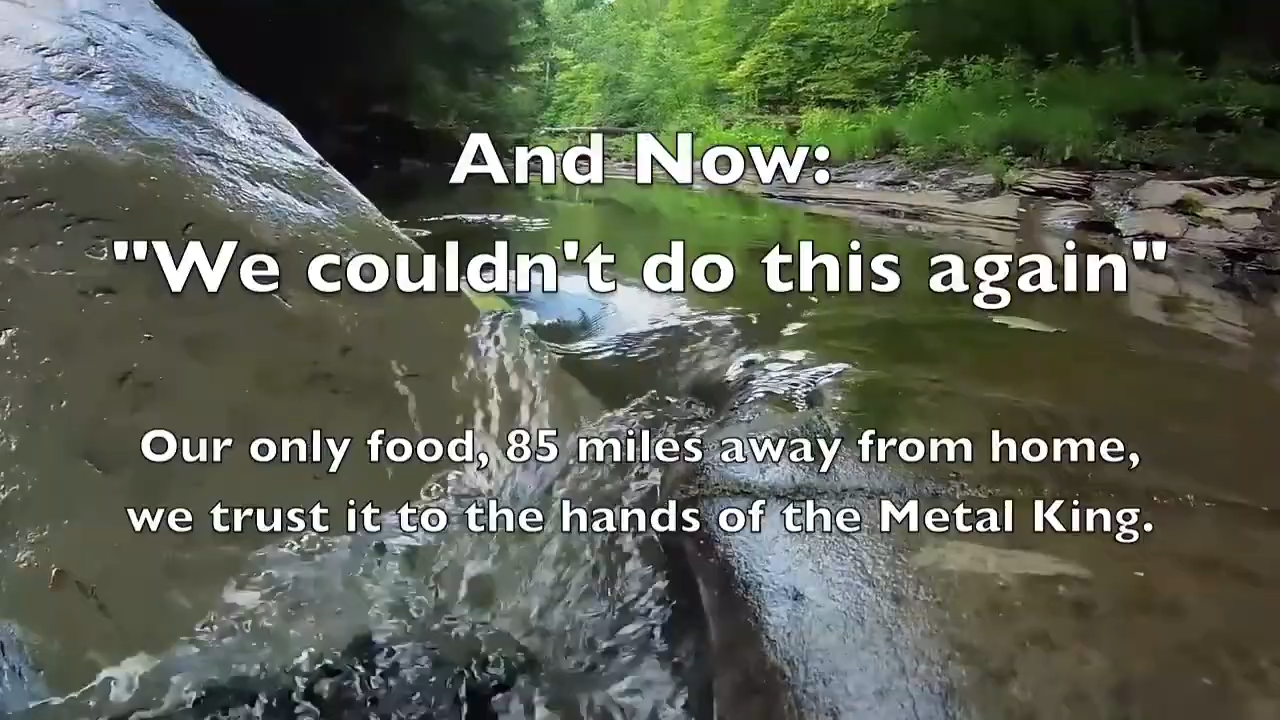 And Now:
"We couldn't do this again"
Our only food, 85 miles away from home,
we trust it to the hands of the Metal King.